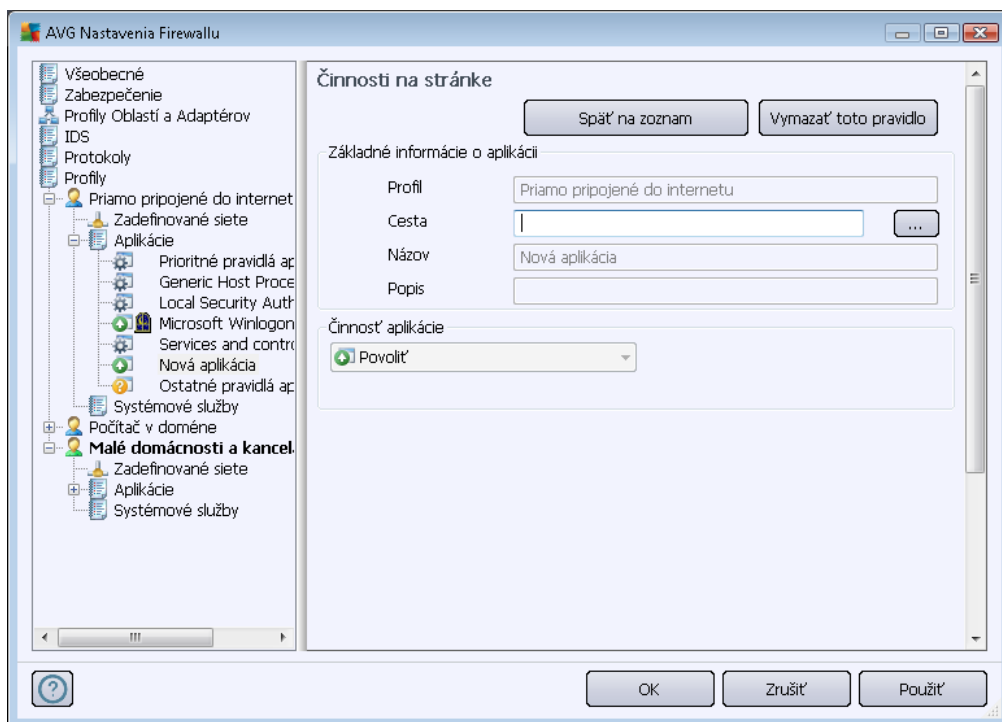 AVG Nastavenia Firewallu
Všeobecné
Zabezpečenie
Profily Oblastí a Adaptérov
IDS
Protokoly
Profily
Priamo pripojené do internet
Zadefinované siete
Aplikácie
Prioritné pravidlá ap
Generic Host Proce
Local Security Auth
Microsoft Winlogon
Services and contro
Nová aplikácia
Ostatné pravidlá ap
Systémové služby
Počítač v doméne
Malé domácnosti a kancel
Zadefinované siete
Aplikácie
Systémové služby
Činnosti na stránke
Späť na zoznam
Vymazať toto pravidlo
Základné informácie o aplikácii
Profil
Priamo pripojené do internetu
Cesta
...
Názov
Nová aplikácia
Popis
Činnosť aplikácie
Povoliť
OK
Zrušiť
Použiť